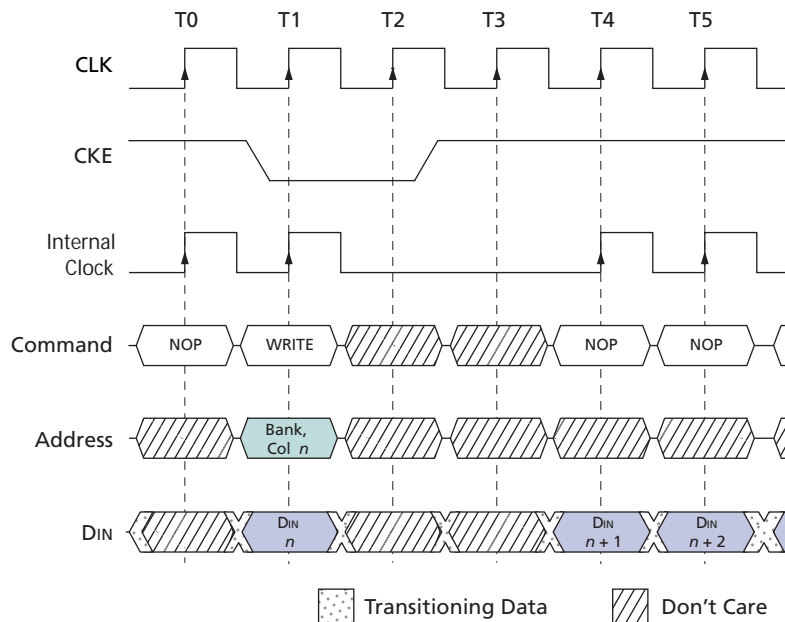 T0 T1 T2 T3 T4 T5
CLK
CKE
Internal
Clock
Command NOP WRITE NOP NOP
Address Bank,
Col n
DIN DIN
n DIN
n + 1 DIN
n + 2
Transitioning Data Don't Care